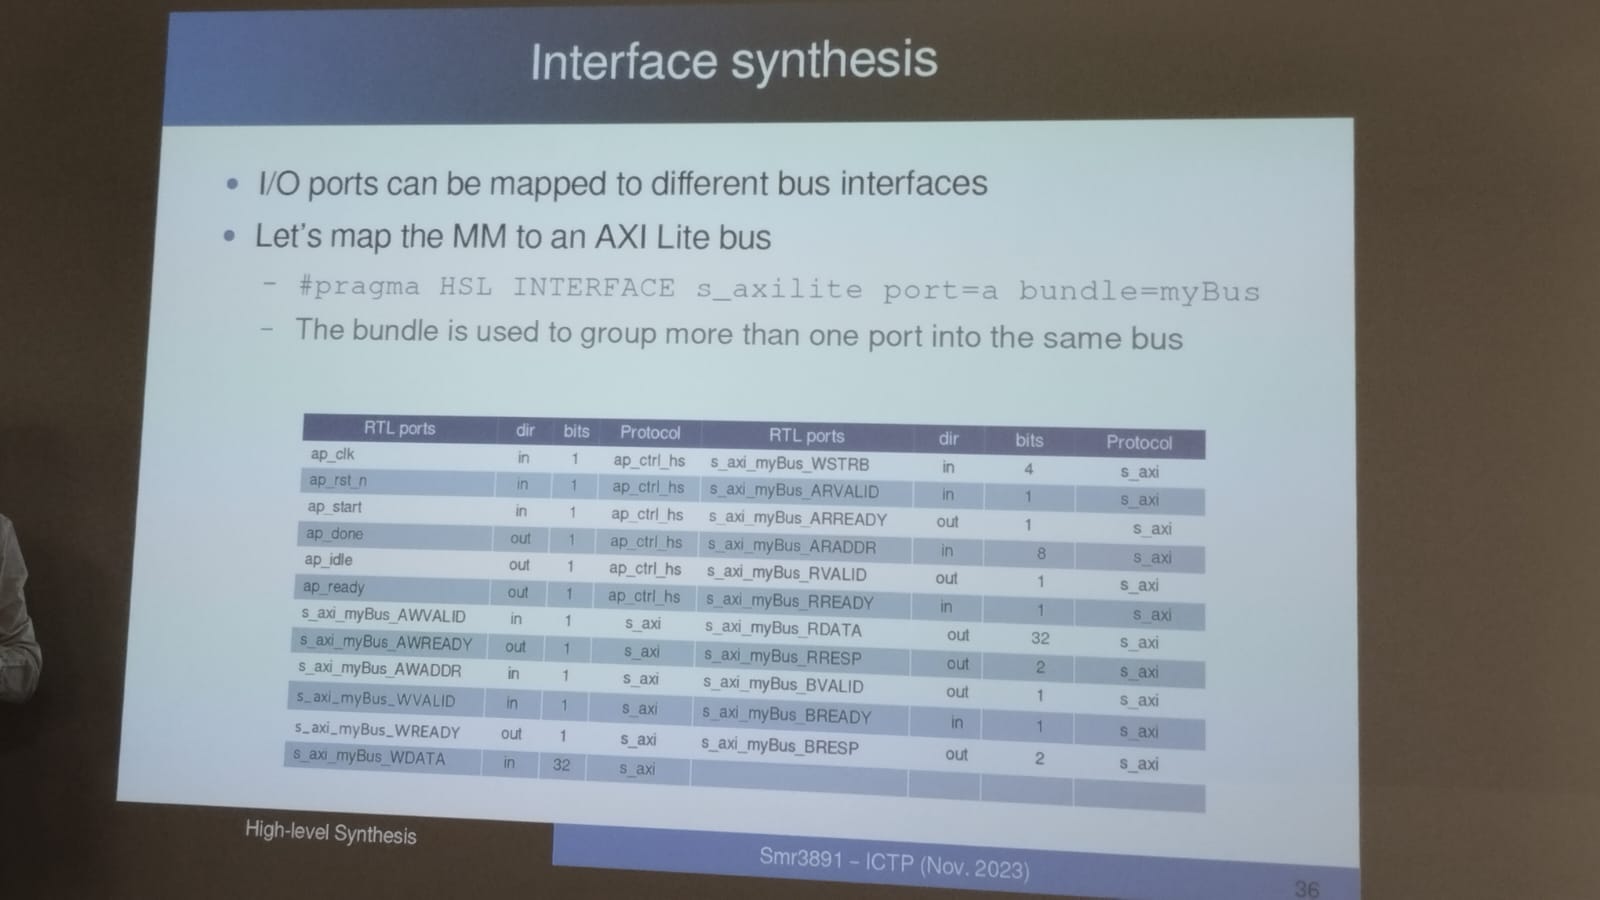 Interface synthesis
• I/O ports can be mapped to different bus interfaces
• Let's map the MM to an AXI Lite bus
– #pragma HSL INTERFACE s_axilite port=a bundle=myBus
– The bundle is used to group more than one port into the same bus
RTL ports dir bits Protocol RTL ports dir bits Protocol
ap_clk in 1 ap_ctrl_hs s_axi_myBus_WSTRB in 4 s_axi
ap_rst_n in 1 ap_ctrl_hs s_axi_myBus_ARVALID in 1 s_axi
ap_start in 1 ap_ctrl_hs s_axi_myBus_ARREADY out 1 s_axi
ap_done out 1 ap_ctrl_hs s_axi_myBus_ARADDR in 8 s_axi
ap_idle out 1 ap_ctrl_hs s_axi_myBus_RVALID out 1 s_axi
ap_ready out 1 ap_ctrl_hs s_axi_myBus_RREADY in 1 s_axi
s_axi_myBus_AWVALID in 1 s_axi s_axi_myBus_RDATA out 32 s_axi
s_axi_myBus_AWREADY out 1 s_axi s_axi_myBus_RRESP out 2 s_axi
s_axi_myBus_AWADDR in 1 s_axi s_axi_myBus_BVALID out 1 s_axi
s_axi_myBus_WVALID in 1 s_axi s_axi_myBus_BREADY in 1 s_axi
s_axi_myBus_WREADY out 1 s_axi s_axi_myBus_BRESP out 2 s_axi
s_axi_myBus_WDATA in 32 s_axi
High-level Synthesis
Smr3891 – ICTP (Nov. 2023)
36